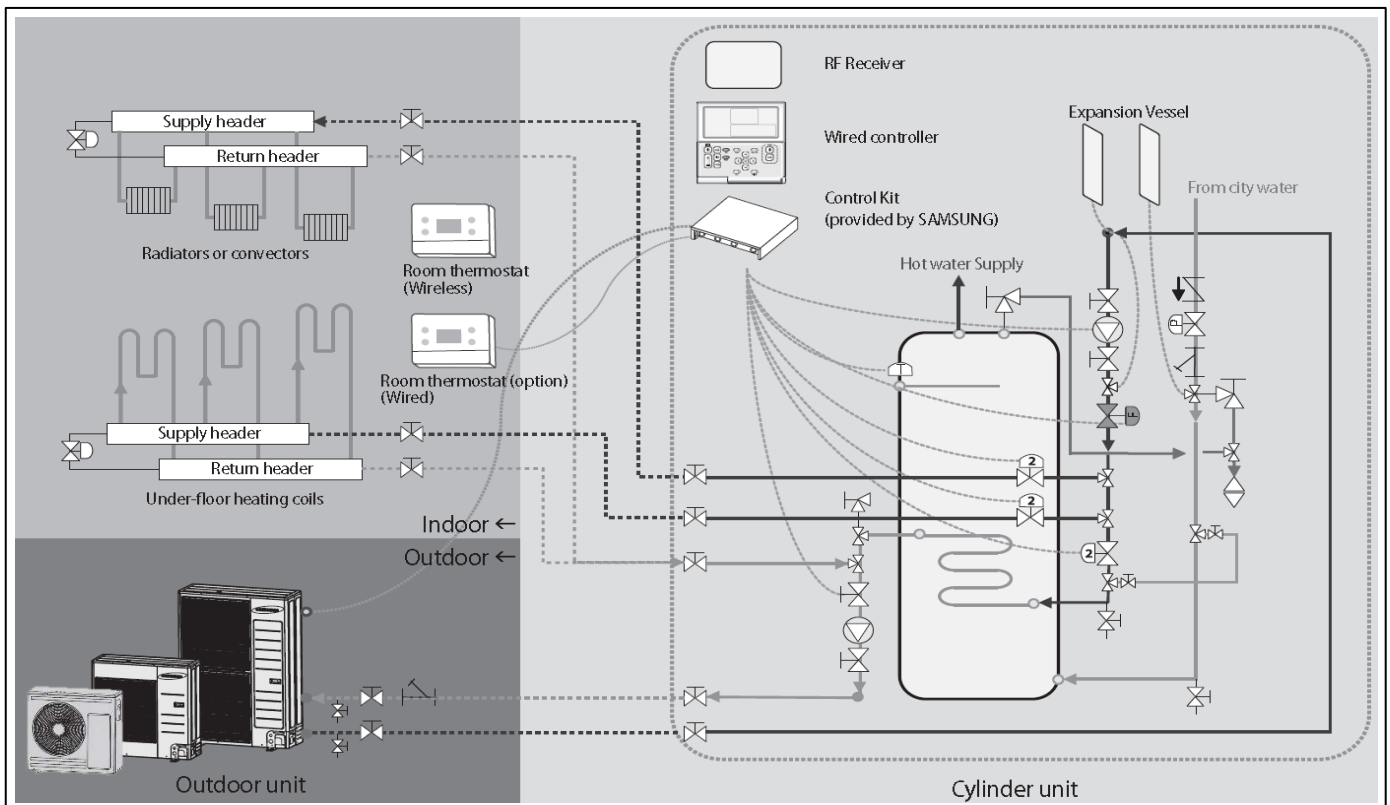 RF Receiver
Supply header
Return header
Wired controller
Expansion Vessel
From city water
Control Kit
(provided by SAMSUNG)
Radiators or convectors
Room thermostat
(Wireless)
Hot water Supply
P
Room thermostat (option)
(Wired)
F
Supply header
Return header
2
Under-floor heating coils
2
Indoor ←
Outdoor ←
2
Outdoor unit
Cylinder unit